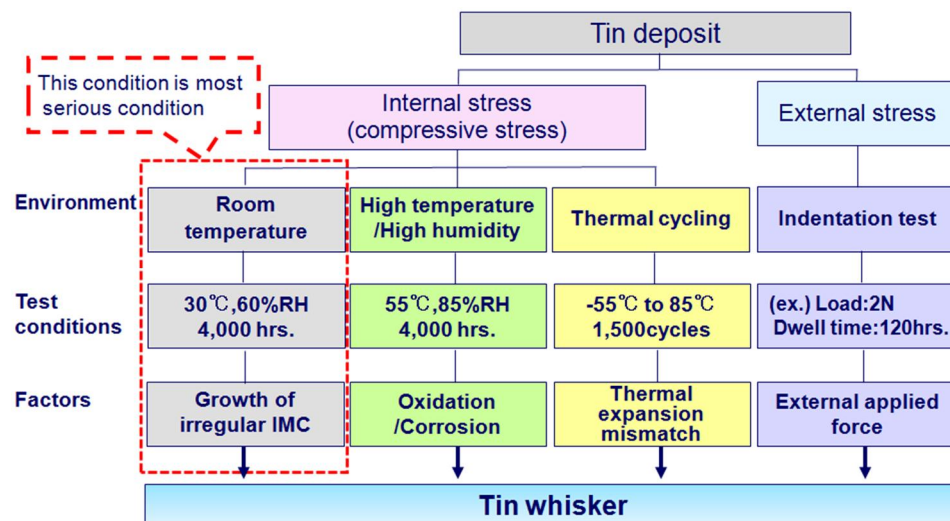 Tin deposit
This condition is most
serious condition
Internal stress
(compressive stress)
External stress
Environment
Room
temperature
High temperature
/High humidity
Thermal cycling
Indentation test
Test
conditions
30℃,60%RH
4,000 hrs.
55℃,85%RH
4,000 hrs.
-55℃ to 85℃
1,500cycles
(ex.) Load:2N
Dwell time:120hrs.
Factors
Growth of
irregular IMC
Oxidation
/Corrosion
Thermal
expansion
mismatch
External applied
force
Tin whisker